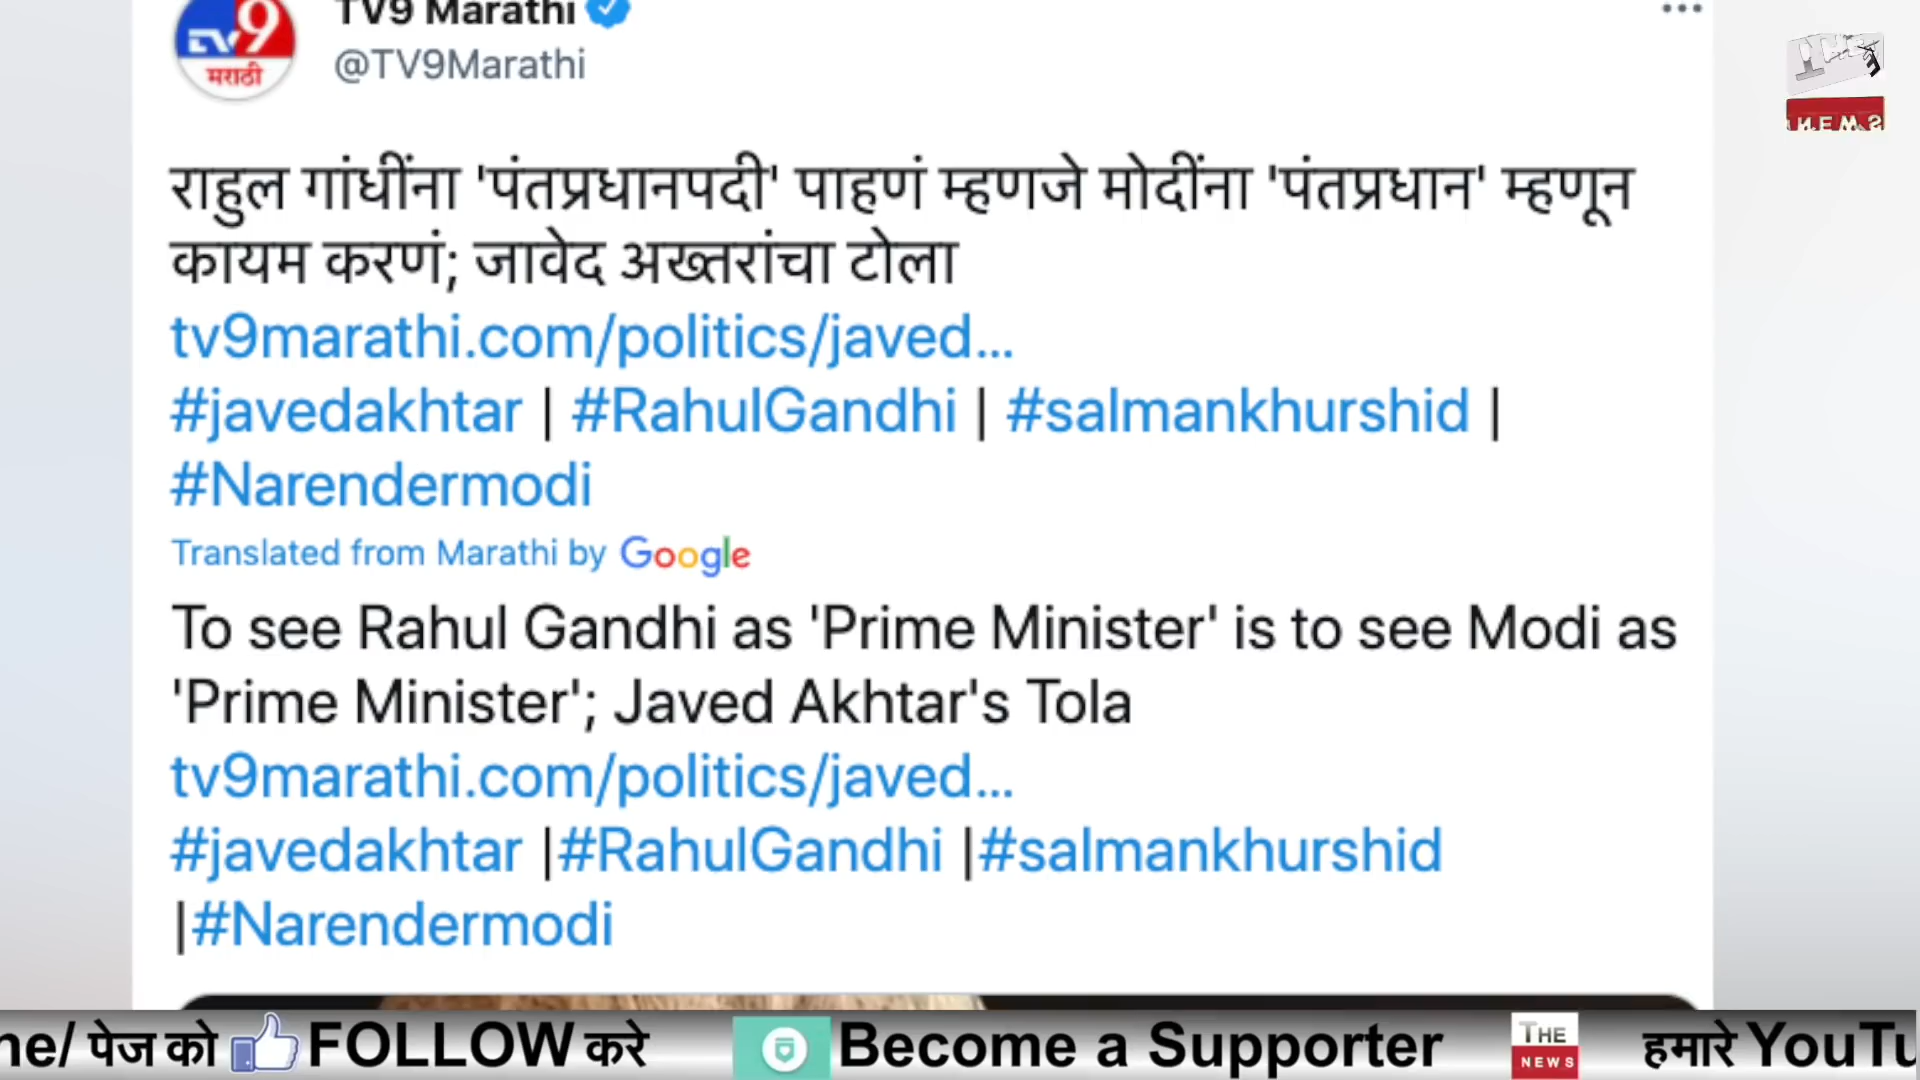 TV9 Marathi
@TV9Marathi
tv9
मराठी
राहुल गांधींना 'पंतप्रधानपदी' पाहणं म्हणजे मोदींना 'पंतप्रधान' म्हणून
कायम करणं; जावेद अख्तरांचा टोला
tv9marathi.com/politics/javed…
#javedakhtar | #RahulGandhi | #salmankhurshid |
#Narendermodi
Translated from Marathi by Google
To see Rahul Gandhi as 'Prime Minister' is to see Modi as
'Prime Minister'; Javed Akhtar's Tola
tv9marathi.com/politics/javed…
#javedakhtar |#RahulGandhi |#salmankhurshid
|#Narendermodi
ne/ पेज को FOLLOW करे Become a Supporter THE NEWS हमारे YouTu